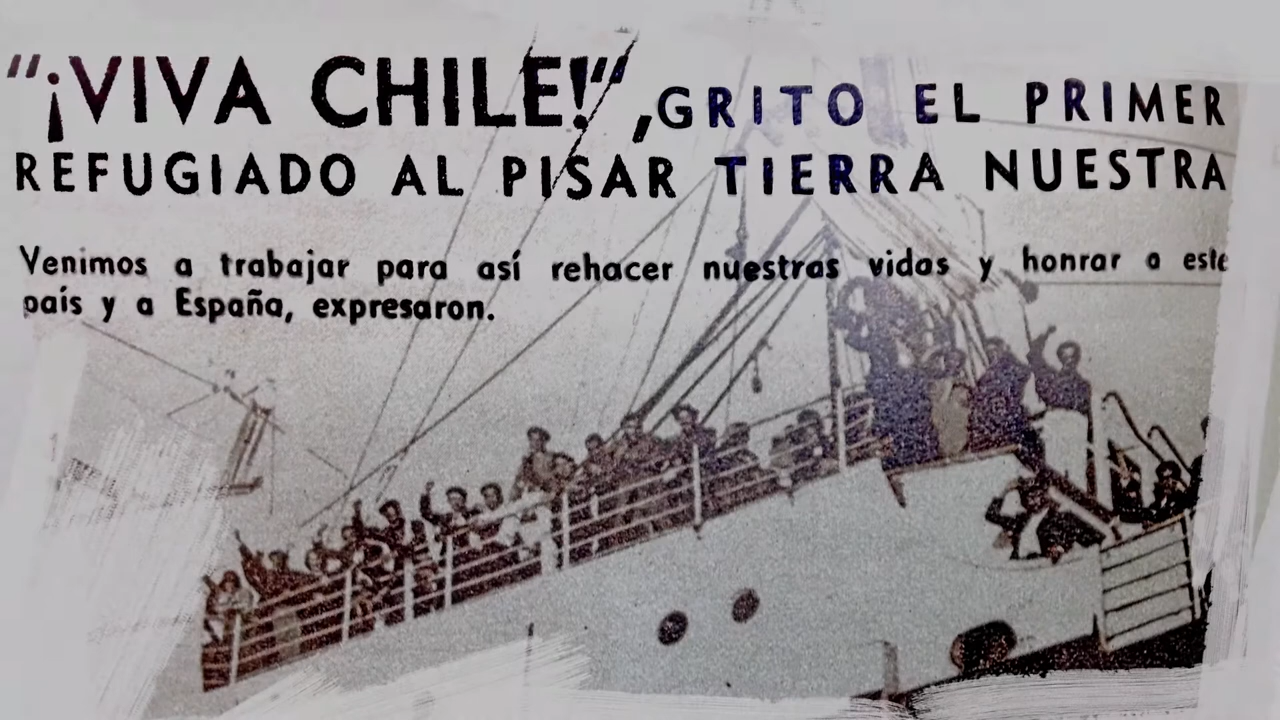 "¡VIVA CHILE!", GRITO EL PRIMER
REFUGIADO AL PISAR TIERRA NUESTRA
Venimos a trabajar para así rehacer nuestras vidas y honrar a este
país y a España, expresaron.